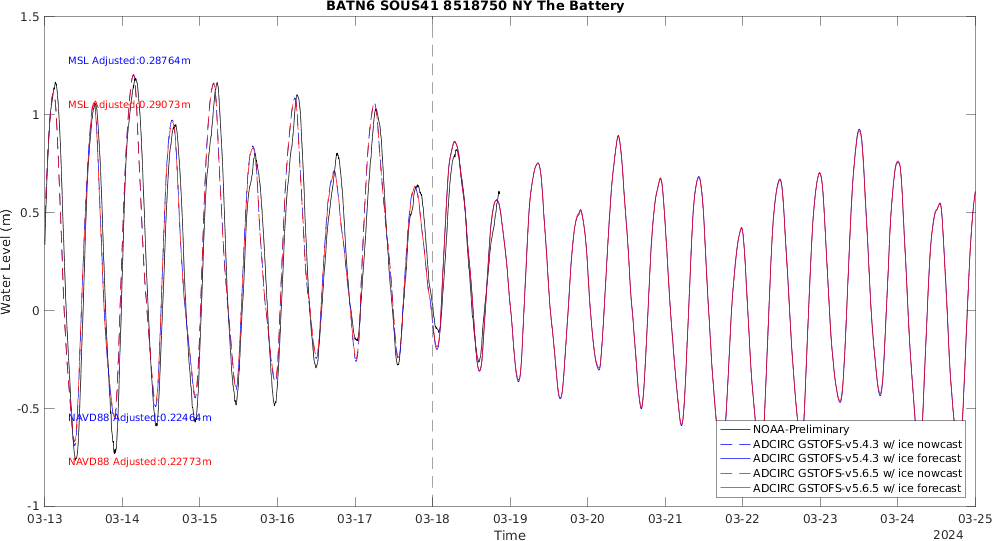 BATN6 SOUS41 8518750 NY The Battery
1.5
1
0.5
0
-0.5
-1
Water Level (m)
MSL Adjusted:0.28764m
MSL Adjusted:0.29073m
NAVD88 Adjusted:0.22464m
NAVD88 Adjusted:0.22773m
NOAA-Preliminary
ADCIRC GSTOFS-v5.4.3 w/ ice nowcast
ADCIRC GSTOFS-v5.4.3 w/ ice forecast
ADCIRC GSTOFS-v5.6.5 w/ ice nowcast
ADCIRC GSTOFS-v5.6.5 w/ ice forecast
03-13 03-14 03-15 03-16 03-17 03-18 03-19 03-20 03-21 03-22 03-23 03-24 03-25
Time
2024